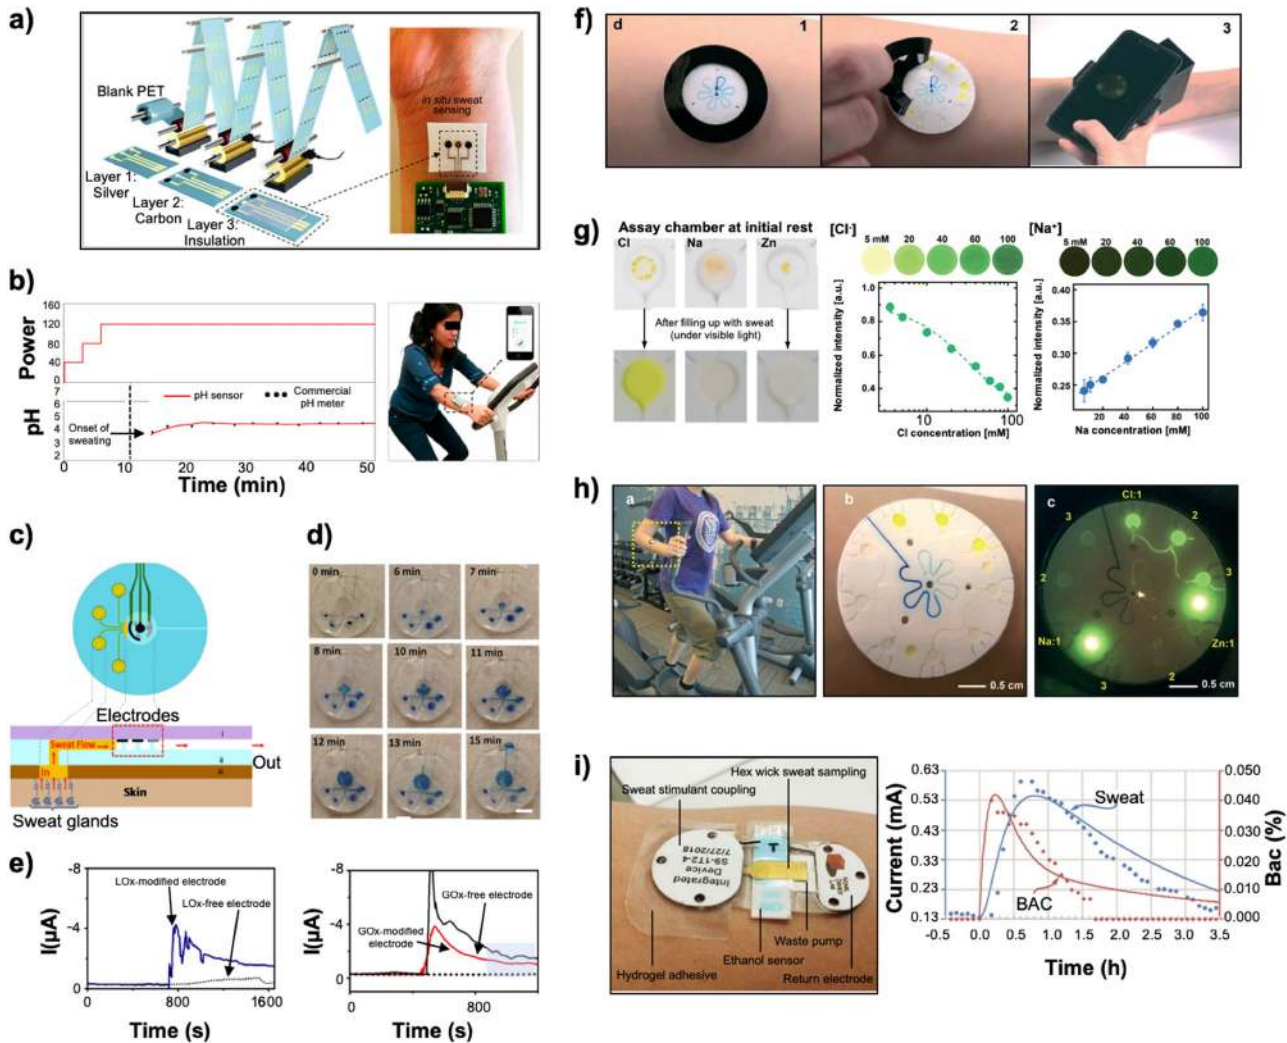 a)
Blank PET
Layer 1:
Silver
Layer 2:
Carbon
Layer 3:
Insulation
in situ sweat
sensing
b)
Power
160
120
80
40
0
pH
7
6
5
4
3
2
pH sensor
Commercial
pH meter
Onset of
sweating
0 10 20 30 40 50
Time (min)
c)
Electrodes
Sweat Flow
In
Out
Skin
Sweat glands
d)
0 min
6 min
7 min
8 min
10 min
11 min
12 min
13 min
15 min
e)
I(µA)
-8
-4
0
LOx-modified electrode
LOx-free electrode
0 800 1600
Time (s)
I(µA)
-8
-4
0
GOx-free electrode
GOx-modified
electrode
0 800
Time (s)
f)
d 1
2
3
g)
Assay chamber at initial rest
Cl Na Zn
After filling up with sweat
(under visible light)
[Cl-]
5 mM 20 40 60 100
Normalized intensity [a.u.]
1.0
0.8
0.6
0.4
10 100
Cl concentration [mM]
[Na+]
5 mM 20 40 60 100
Normalized intensity [a.u.]
0.40
0.35
0.30
0.25
20 40 60 80 100
Na concentration [mM]
h)
a
b
0.5 cm
c
Cl:1
2
3
Zn:1
2
3
Na:1
2
3
0.5 cm
i)
Hex wick sweat sampling
Sweat stimulant coupling
Integrated
Device
S9-1T2-4
7/27/2018
Waste pump
Ethanol sensor
Hydrogel adhesive
Return electrode
Current (mA)
0.63
0.53
0.43
0.33
0.23
0.13
Sweat
BAC
0.050
0.040
0.030
0.020
0.010
0.000
Bac (%)
-0.5 0.0 0.5 1.0 1.5 2.0 2.5 3.0 3.5
Time (h)